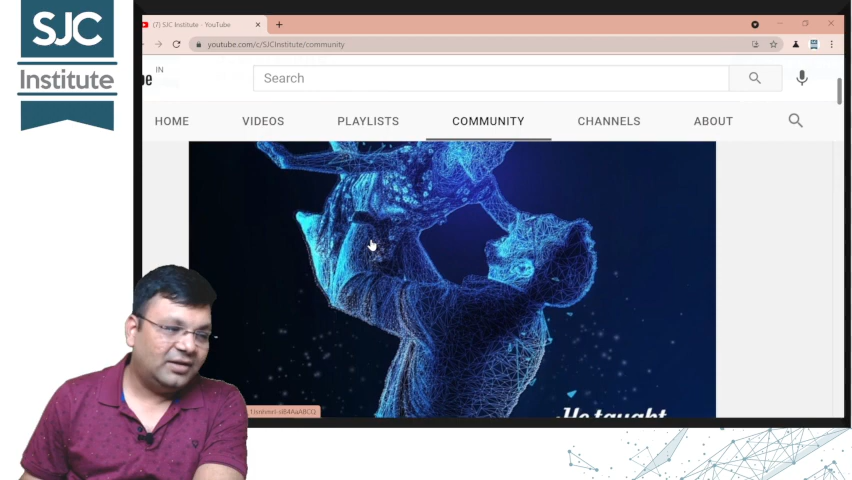 SJC
Institute
(7) SJC Institute - YouTube
youtube.com/c/SJCInstitute/community
be IN
Search
HOME VIDEOS PLAYLISTS COMMUNITY CHANNELS ABOUT
He taught